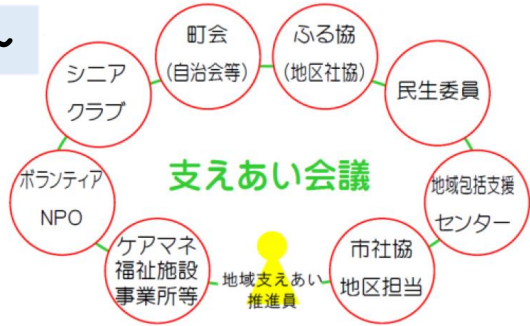 ～
町会
(自治会等)
ふる協
(地区社協)
シニア
クラブ
民生委員
支えあい会議
ボランティア
NPO
地域包括支援
センター
ケアマネ
福祉施設
事業所等
地域支えあい
推進員
市社協
地区担当